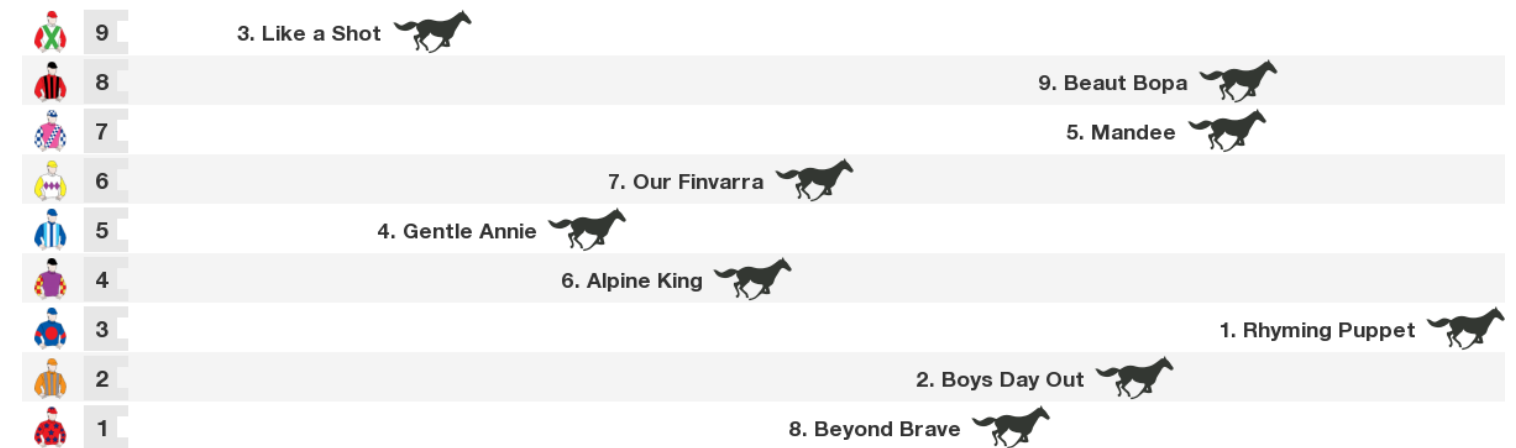 9 3. Like a Shot
8 9. Beaut Bopa
7 5. Mandee
6 7. Our Finvarra
5 4. Gentle Annie
4 6. Alpine King
3 1. Rhyming Puppet
2 2. Boys Day Out
1 8. Beyond Brave